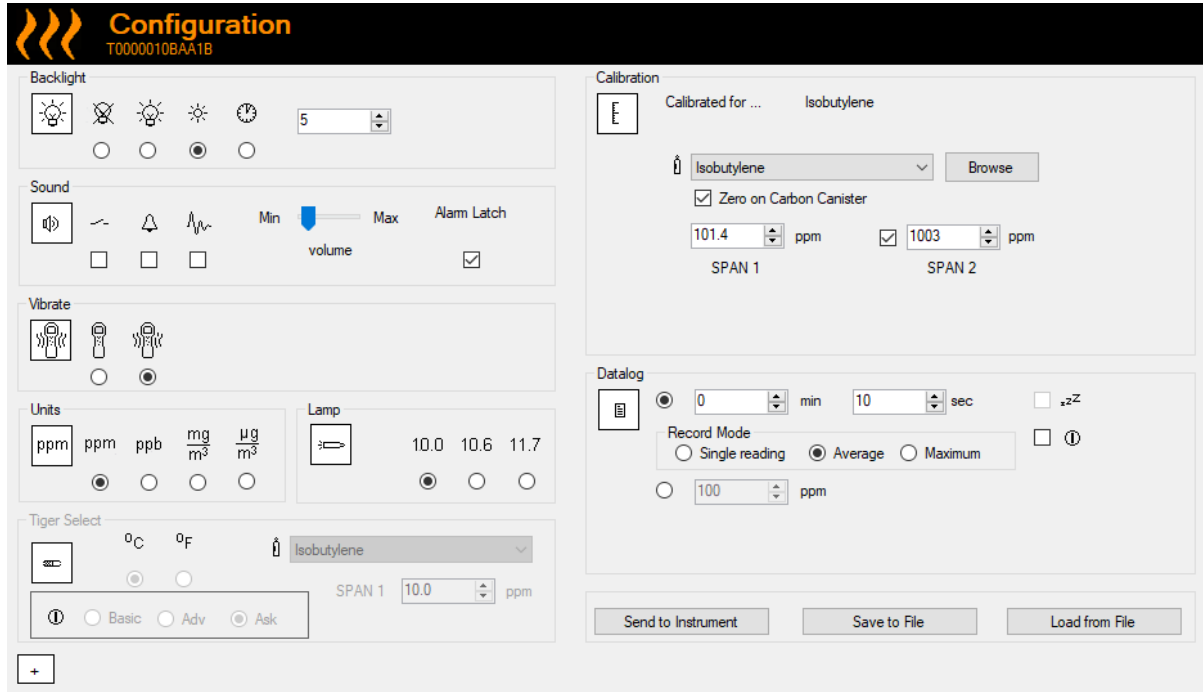 Configuration
T0000010BAA1B
Backlight
5
Sound
Min
Max
volume
Alarm Latch
Vibrate
Units
ppm ppm ppb mg/m³ µg/m³
Lamp
10.0 10.6 11.7
Tiger Select
°C °F
Isobutylene
SPAN 1 10.0 ppm
Basic Adv Ask
+
Calibration
Calibrated for ... Isobutylene
Isobutylene Browse
Zero on Carbon Canister
101.4 ppm 1003 ppm
SPAN 1 SPAN 2
Datalog
0 min 10 sec zzZ
Record Mode
Single reading Average Maximum
100 ppm
Send to Instrument Save to File Load from File